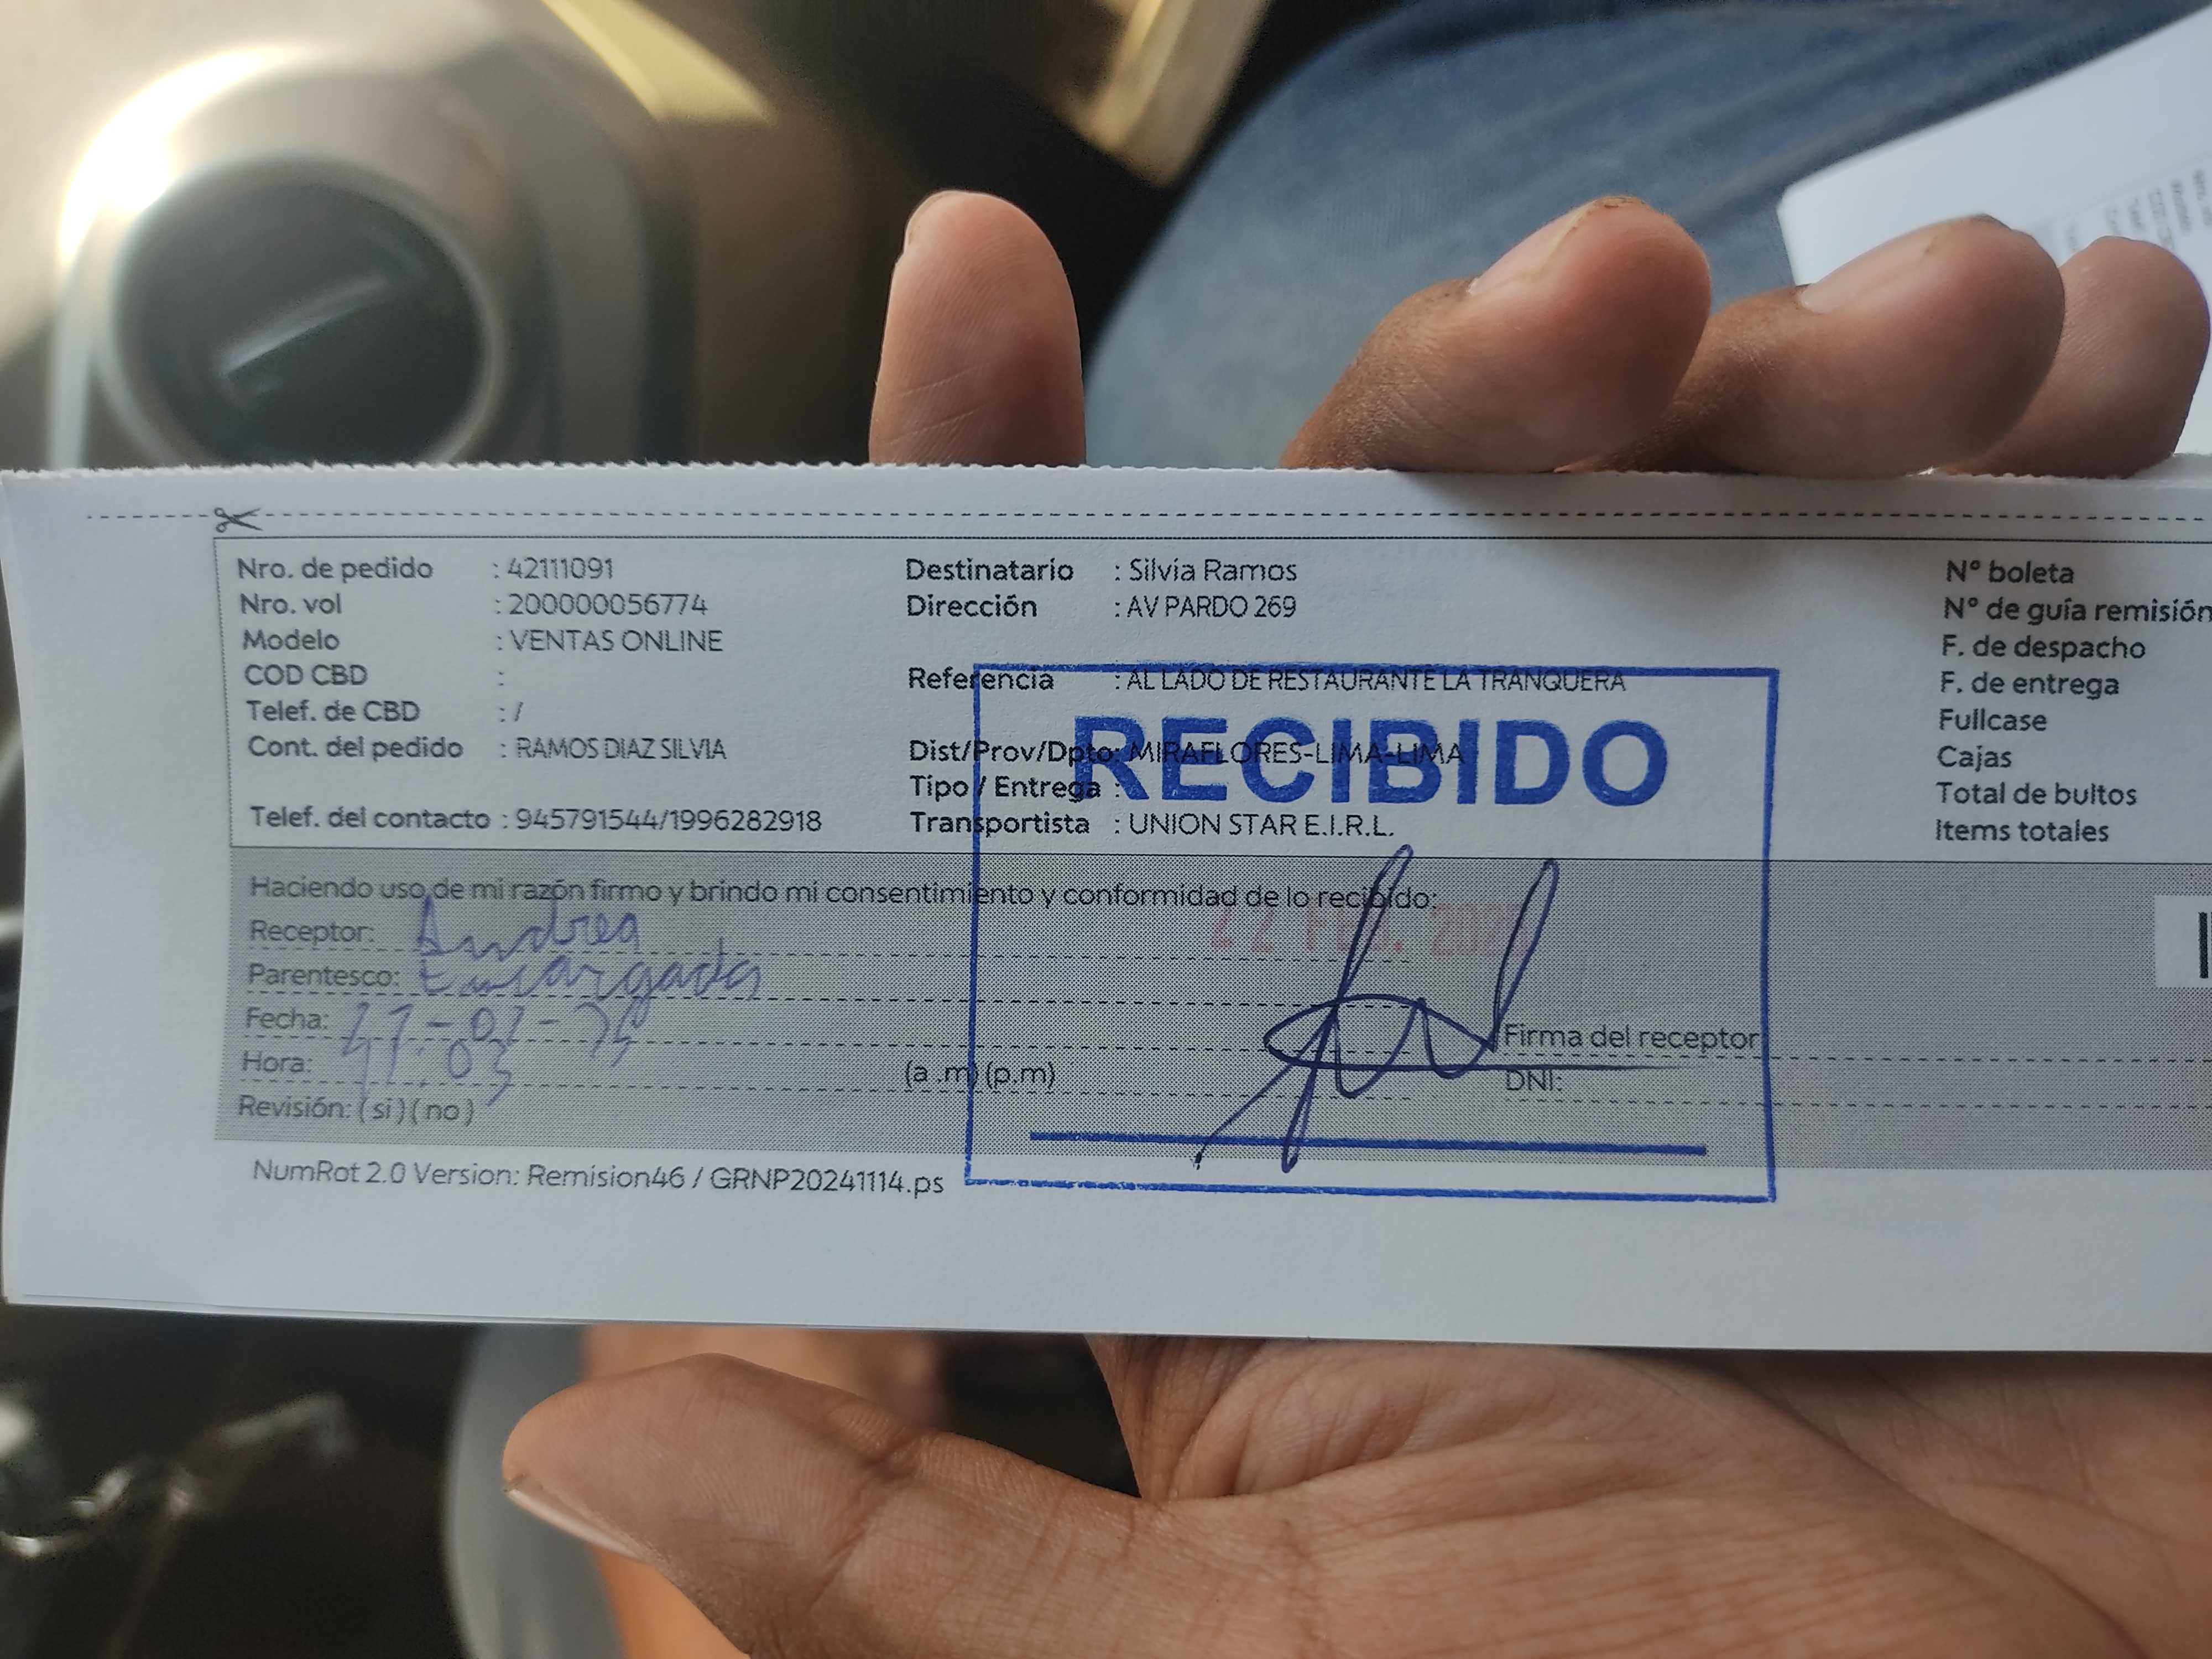 Nro. de pedido : 42111091
Nro. vol : 200000056774
Modelo : VENTAS ONLINE
COD CBD :
Telef. de CBD : /
Cont. del pedido : RAMOS DIAZ SILVIA
Telef. del contacto : 945791544/1996282918
Destinatario : Silvia Ramos
Dirección : AV PARDO 269
Referencia : AL LADO DE RESTAURANTE LA TRANQUERA
Dist/Prov/Dpto: MIRAFLORES-LIMA-LIMA
Tipo / Entrega :
Transportista : UNION STAR E.I.R.L.
N° boleta
N° de guía remisión
F. de despacho
F. de entrega
Fullcase
Cajas
Total de bultos
Items totales
RECIBIDO
Haciendo uso de mi razón firmo y brindo mi consentimiento y conformidad de lo recibido:
Receptor: Andrea
Parentesco: Encargada
Fecha:
Hora: (a .m) (p.m)
Revisión: ( si ) ( no )
Firma del receptor
DNI:
NumRot 2.0 Version: Remision46 / GRNP20241114.ps